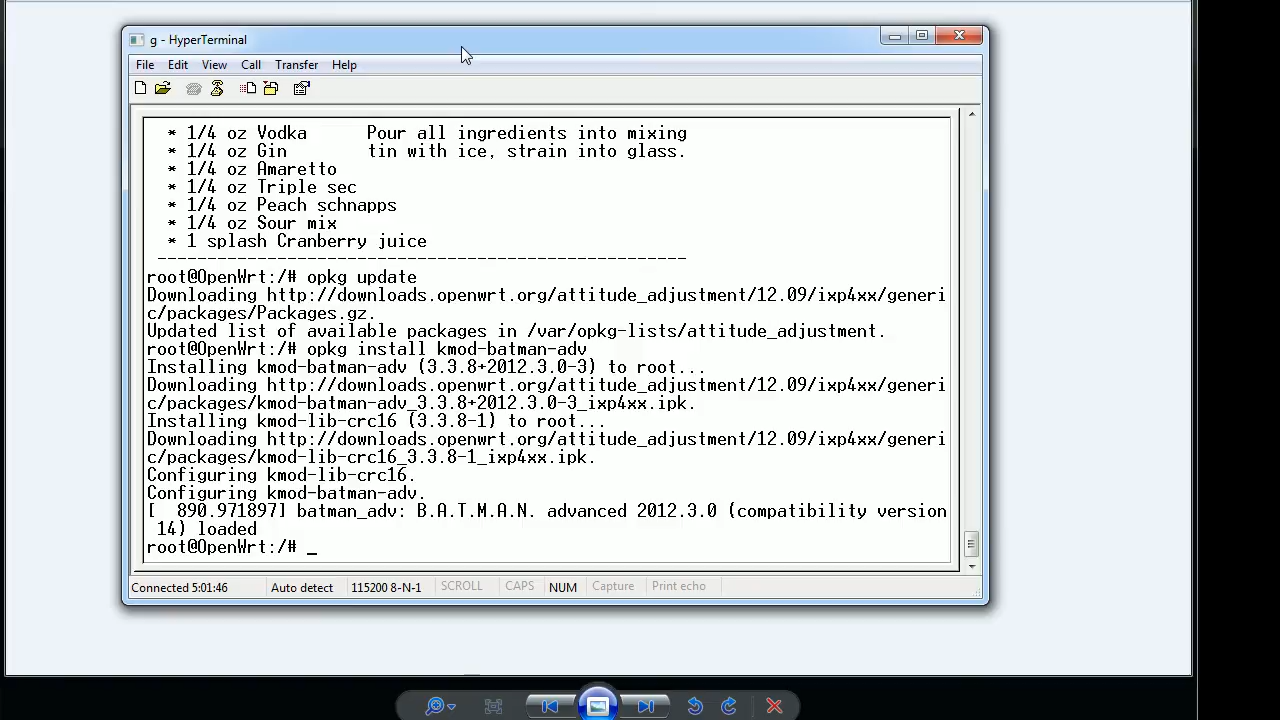 g - HyperTerminal
File Edit View Call Transfer Help
* 1/4 oz Vodka      Pour all ingredients into mixing
* 1/4 oz Gin        tin with ice, strain into glass.
* 1/4 oz Amaretto
* 1/4 oz Triple sec
* 1/4 oz Peach schnapps
* 1/4 oz Sour mix
* 1 splash Cranberry juice
-----------------------------------------------------
root@OpenWrt:/# opkg update
Downloading http://downloads.openwrt.org/attitude_adjustment/12.09/ixp4xx/generi
c/packages/Packages.gz.
Updated list of available packages in /var/opkg-lists/attitude_adjustment.
root@OpenWrt:/# opkg install kmod-batman-adv
Installing kmod-batman-adv (3.3.8+2012.3.0-3) to root...
Downloading http://downloads.openwrt.org/attitude_adjustment/12.09/ixp4xx/generi
c/packages/kmod-batman-adv_3.3.8+2012.3.0-3_ixp4xx.ipk.
Installing kmod-lib-crc16 (3.3.8-1) to root...
Downloading http://downloads.openwrt.org/attitude_adjustment/12.09/ixp4xx/generi
c/packages/kmod-lib-crc16_3.3.8-1_ixp4xx.ipk.
Configuring kmod-lib-crc16.
Configuring kmod-batman-adv.
[  890.971897] batman_adv: B.A.T.M.A.N. advanced 2012.3.0 (compatibility version
 14) loaded
root@OpenWrt:/# _
Connected 5:01:46 Auto detect 115200 8-N-1 SCROLL CAPS NUM Capture Print echo